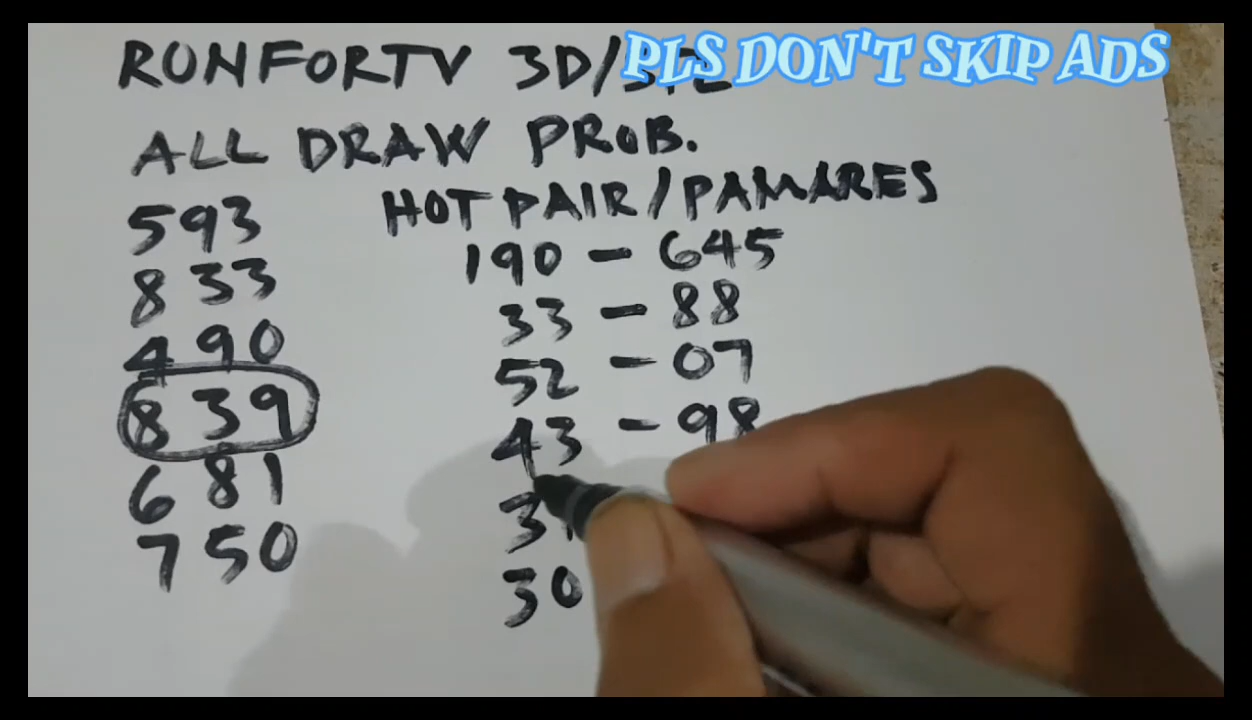 RONFORTV 3D/
PLS DON'T SKIP ADS
ALL DRAW PROB.
593
833
490
839
681
750
HOT PAIR/PAMARES
190 - 645
33 - 88
52 - 07
43 - 98
30